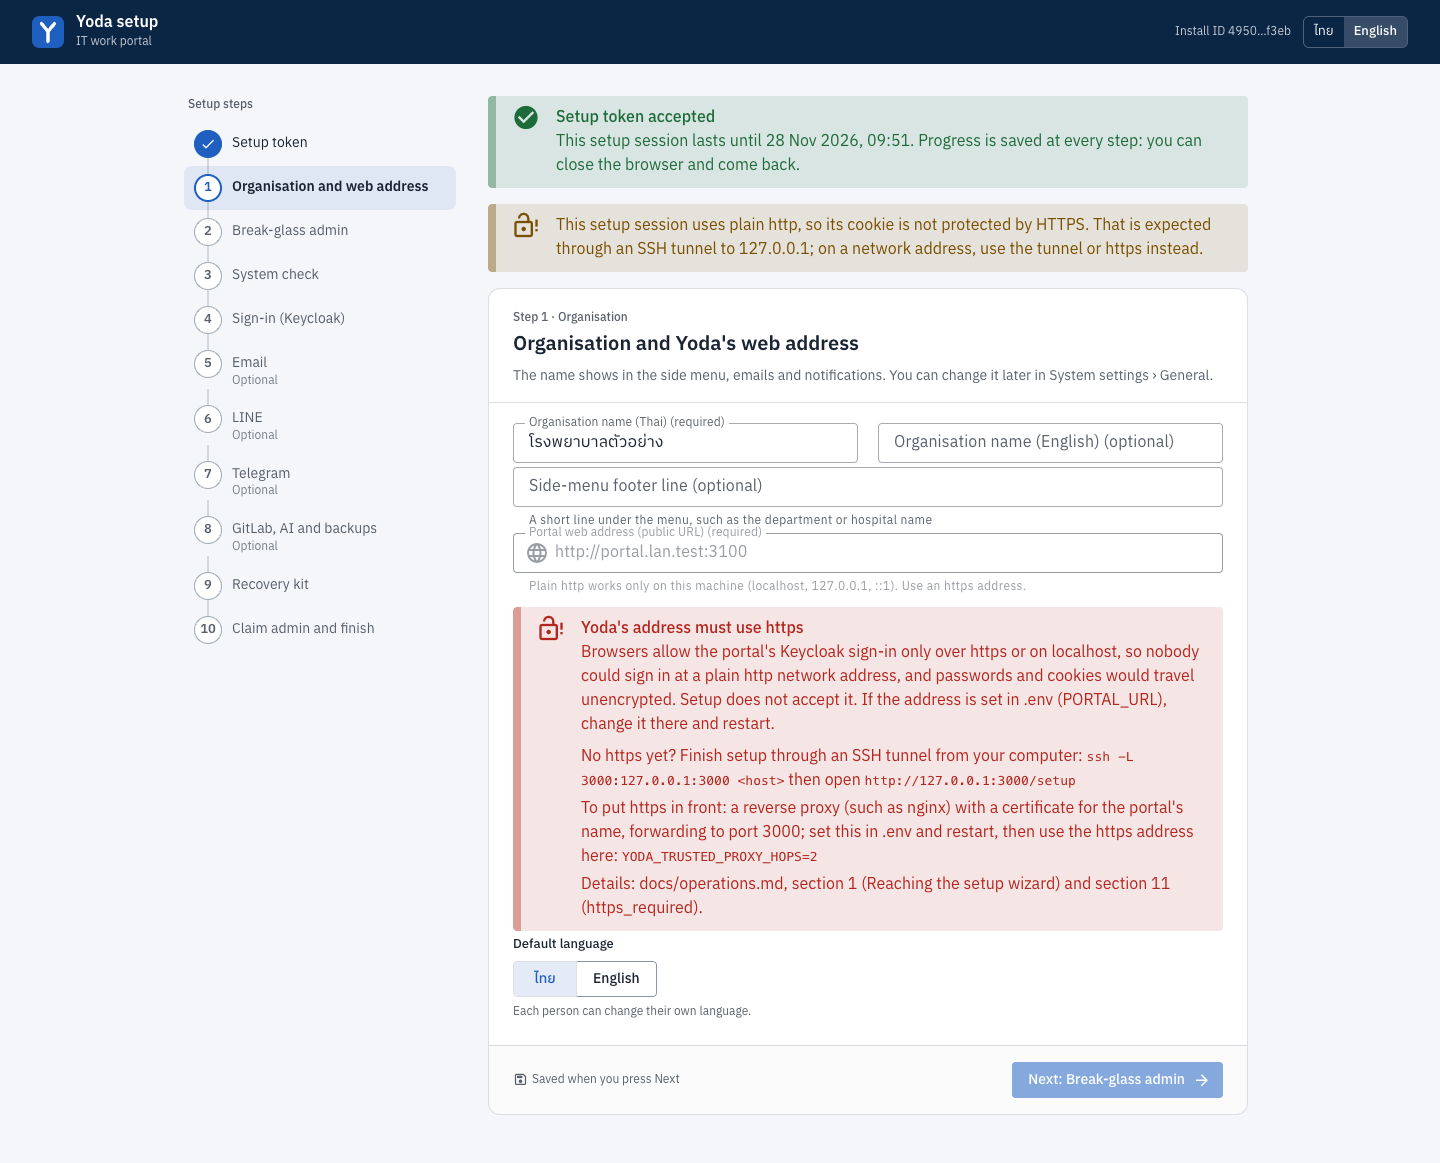 Yoda setup
IT work portal
Install ID 4950...f3eb
ไทย
English
Setup steps
Setup token
1 Organisation and web address
2 Break-glass admin
3 System check
4 Sign-in (Keycloak)
5 Email
Optional
6 LINE
Optional
7 Telegram
Optional
8 GitLab, AI and backups
Optional
9 Recovery kit
10 Claim admin and finish
Setup token accepted
This setup session lasts until 28 Nov 2026, 09:51. Progress is saved at every step: you can
close the browser and come back.
This setup session uses plain http, so its cookie is not protected by HTTPS. That is expected
through an SSH tunnel to 127.0.0.1; on a network address, use the tunnel or https instead.
Step 1 · Organisation
Organisation and Yoda's web address
The name shows in the side menu, emails and notifications. You can change it later in System settings › General.
Organisation name (Thai) (required)
โรงพยาบาลตัวอย่าง
Organisation name (English) (optional)
Side-menu footer line (optional)
A short line under the menu, such as the department or hospital name
Portal web address (public URL) (required)
http://portal.lan.test:3100
Plain http works only on this machine (localhost, 127.0.0.1, ::1). Use an https address.
Yoda's address must use https
Browsers allow the portal's Keycloak sign-in only over https or on localhost, so nobody
could sign in at a plain http network address, and passwords and cookies would travel
unencrypted. Setup does not accept it. If the address is set in .env (PORTAL_URL),
change it there and restart.
No https yet? Finish setup through an SSH tunnel from your computer: ssh -L
3000:127.0.0.1:3000 <host> then open http://127.0.0.1:3000/setup
To put https in front: a reverse proxy (such as nginx) with a certificate for the portal's
name, forwarding to port 3000; set this in .env and restart, then use the https address
here: YODA_TRUSTED_PROXY_HOPS=2
Details: docs/operations.md, section 1 (Reaching the setup wizard) and section 11
(https_required).
Default language
ไทย
English
Each person can change their own language.
Saved when you press Next
Next: Break-glass admin